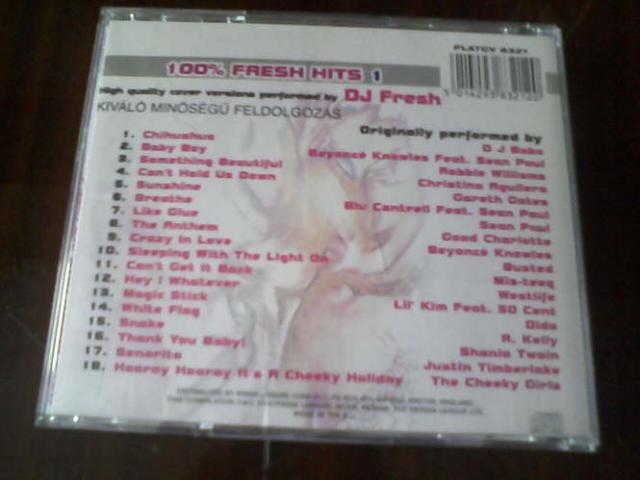 PLATCV 8321
100% FRESH HITS 1
High quality cover versions performed by DJ Fresh
KIVÁLÓ MINŐSÉGŰ FELDOLGOZÁS
Originally performed by
1. Chihuahua D J Bobo
2. Baby Boy Beyoncé Knowles Feat. Sean Paul
3. Something Beautiful Robbie Williams
4. Can't Hold Us Down Christina Aguilera
5. Sunshine Gareth Gates
6. Breathe Blu Cantrell Feat. Sean Paul
7. Like Glue Sean Paul
8. The Anthem Good Charlotte
9. Crazy In Love Beyoncé Knowles
10. Sleeping With The Light On Busted
11. Can't Get It Back Mis-teeq
12. Hey! Whatever Westlife
13. Magic Stick Lil' Kim Feat. 50 Cent
14. White Flag Dido
15. Snake R. Kelly
16. Thank You Baby! Shania Twain
17. Senorita Justin Timberlake
18. Hooray Hooray It's A Cheeky Holiday The Cheeky Girls